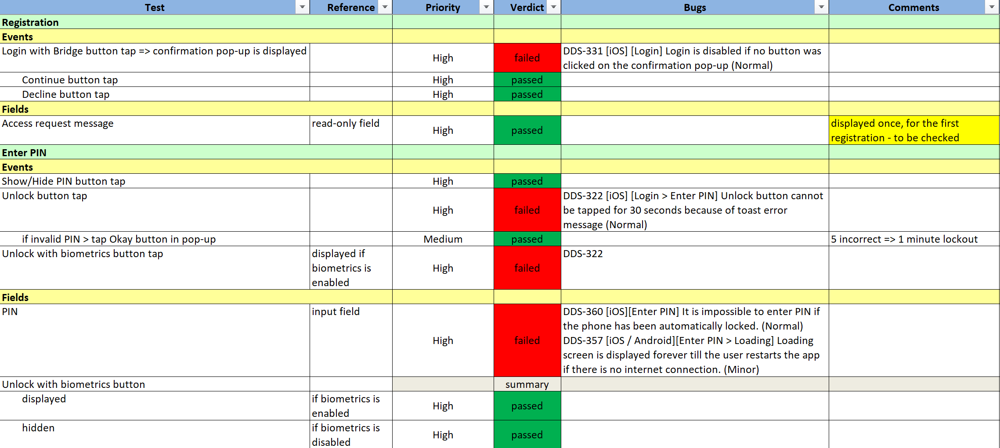 Test Reference Priority Verdict Bugs Comments
Registration
Events
Login with Bridge button tap => confirmation pop-up is displayed
High
failed
DDS-331 [iOS] [Login] Login is disabled if no button was
clicked on the confirmation pop-up (Normal)
Continue button tap High passed
Decline button tap High passed
Fields
Access request message
read-only field
High
passed
displayed once, for the first
registration - to be checked
Enter PIN
Events
Show/Hide PIN button tap High passed
Unlock button tap
High
failed
DDS-322 [iOS] [Login > Enter PIN] Unlock button cannot
be tapped for 30 seconds because of toast error
message (Normal)
if invalid PIN > tap Okay button in pop-up Medium passed 5 incorrect => 1 minute lockout
Unlock with biometrics button tap
displayed if
biometrics is
enabled
High
failed
DDS-322
Fields
PIN
input field
High
failed
DDS-360 [iOS][Enter PIN] It is impossible to enter PIN if
the phone has been automatically locked. (Normal)
DDS-357 [iOS / Android][Enter PIN > Loading] Loading
screen is displayed forever till the user restarts the app
if there is no internet connection. (Minor)
Unlock with biometrics button summary
displayed
if biometrics is
enabled
High
passed
hidden
if biometrics is
disabled
High
passed